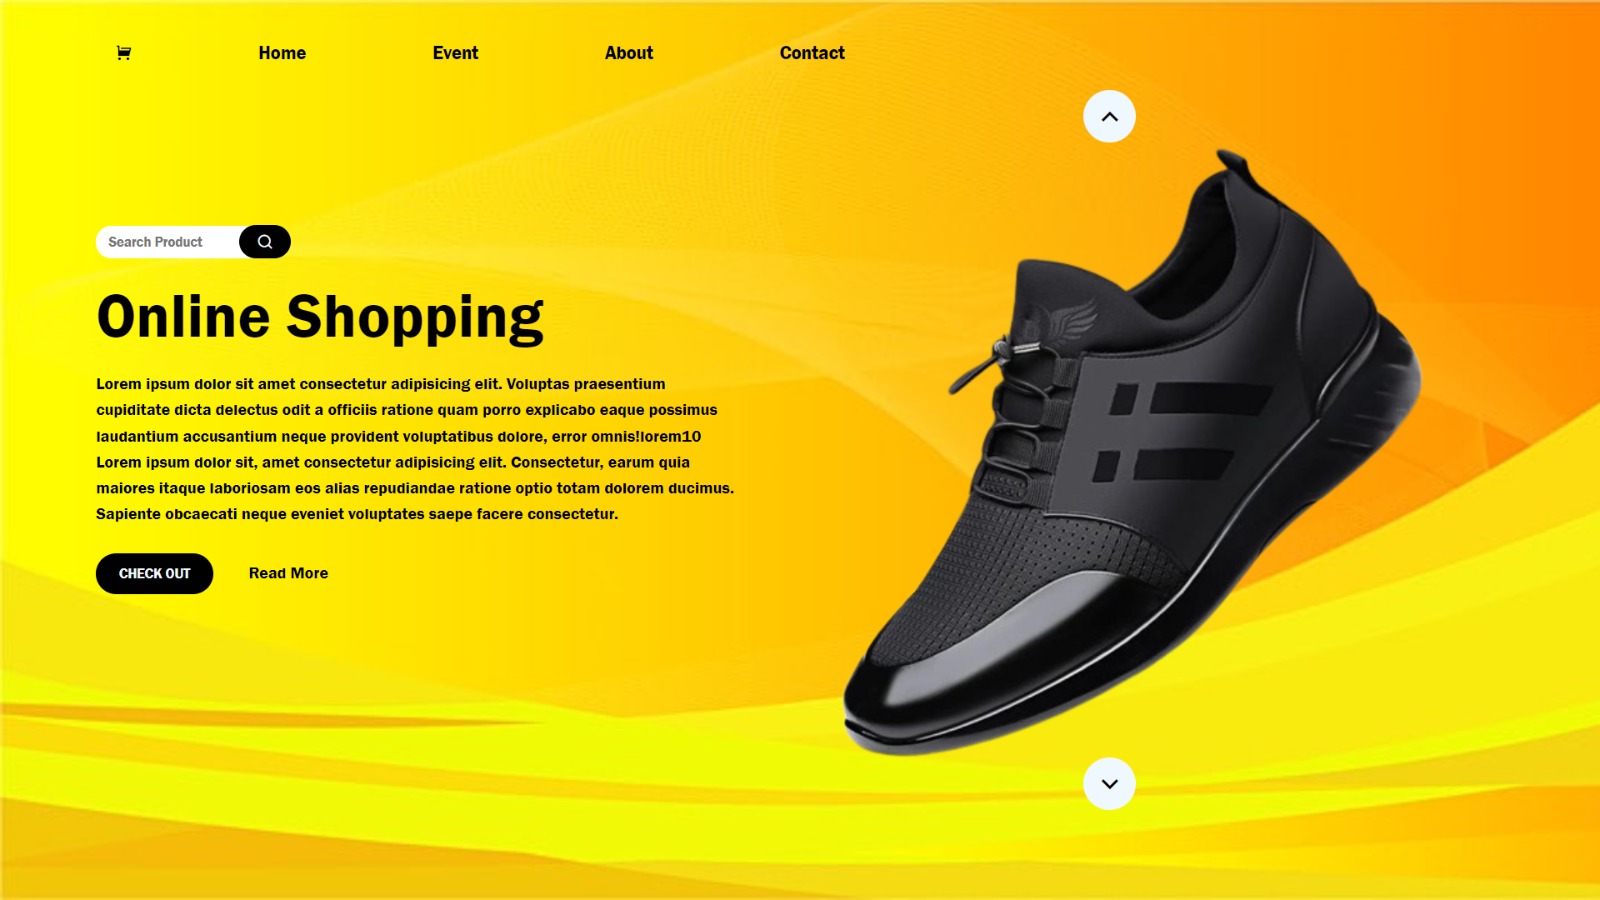 Home Event About Contact
Search Product
Online Shopping
Lorem ipsum dolor sit amet consectetur adipisicing elit. Voluptas praesentium
cupiditate dicta delectus odit a officiis ratione quam porro explicabo eaque possimus
laudantium accusantium neque provident voluptatibus dolore, error omnis!lorem10
Lorem ipsum dolor sit, amet consectetur adipisicing elit. Consectetur, earum quia
maiores itaque laboriosam eos alias repudiandae ratione optio totam dolorem ducimus.
Sapiente obcaecati neque eveniet voluptates saepe facere consectetur.
CHECK OUT Read More